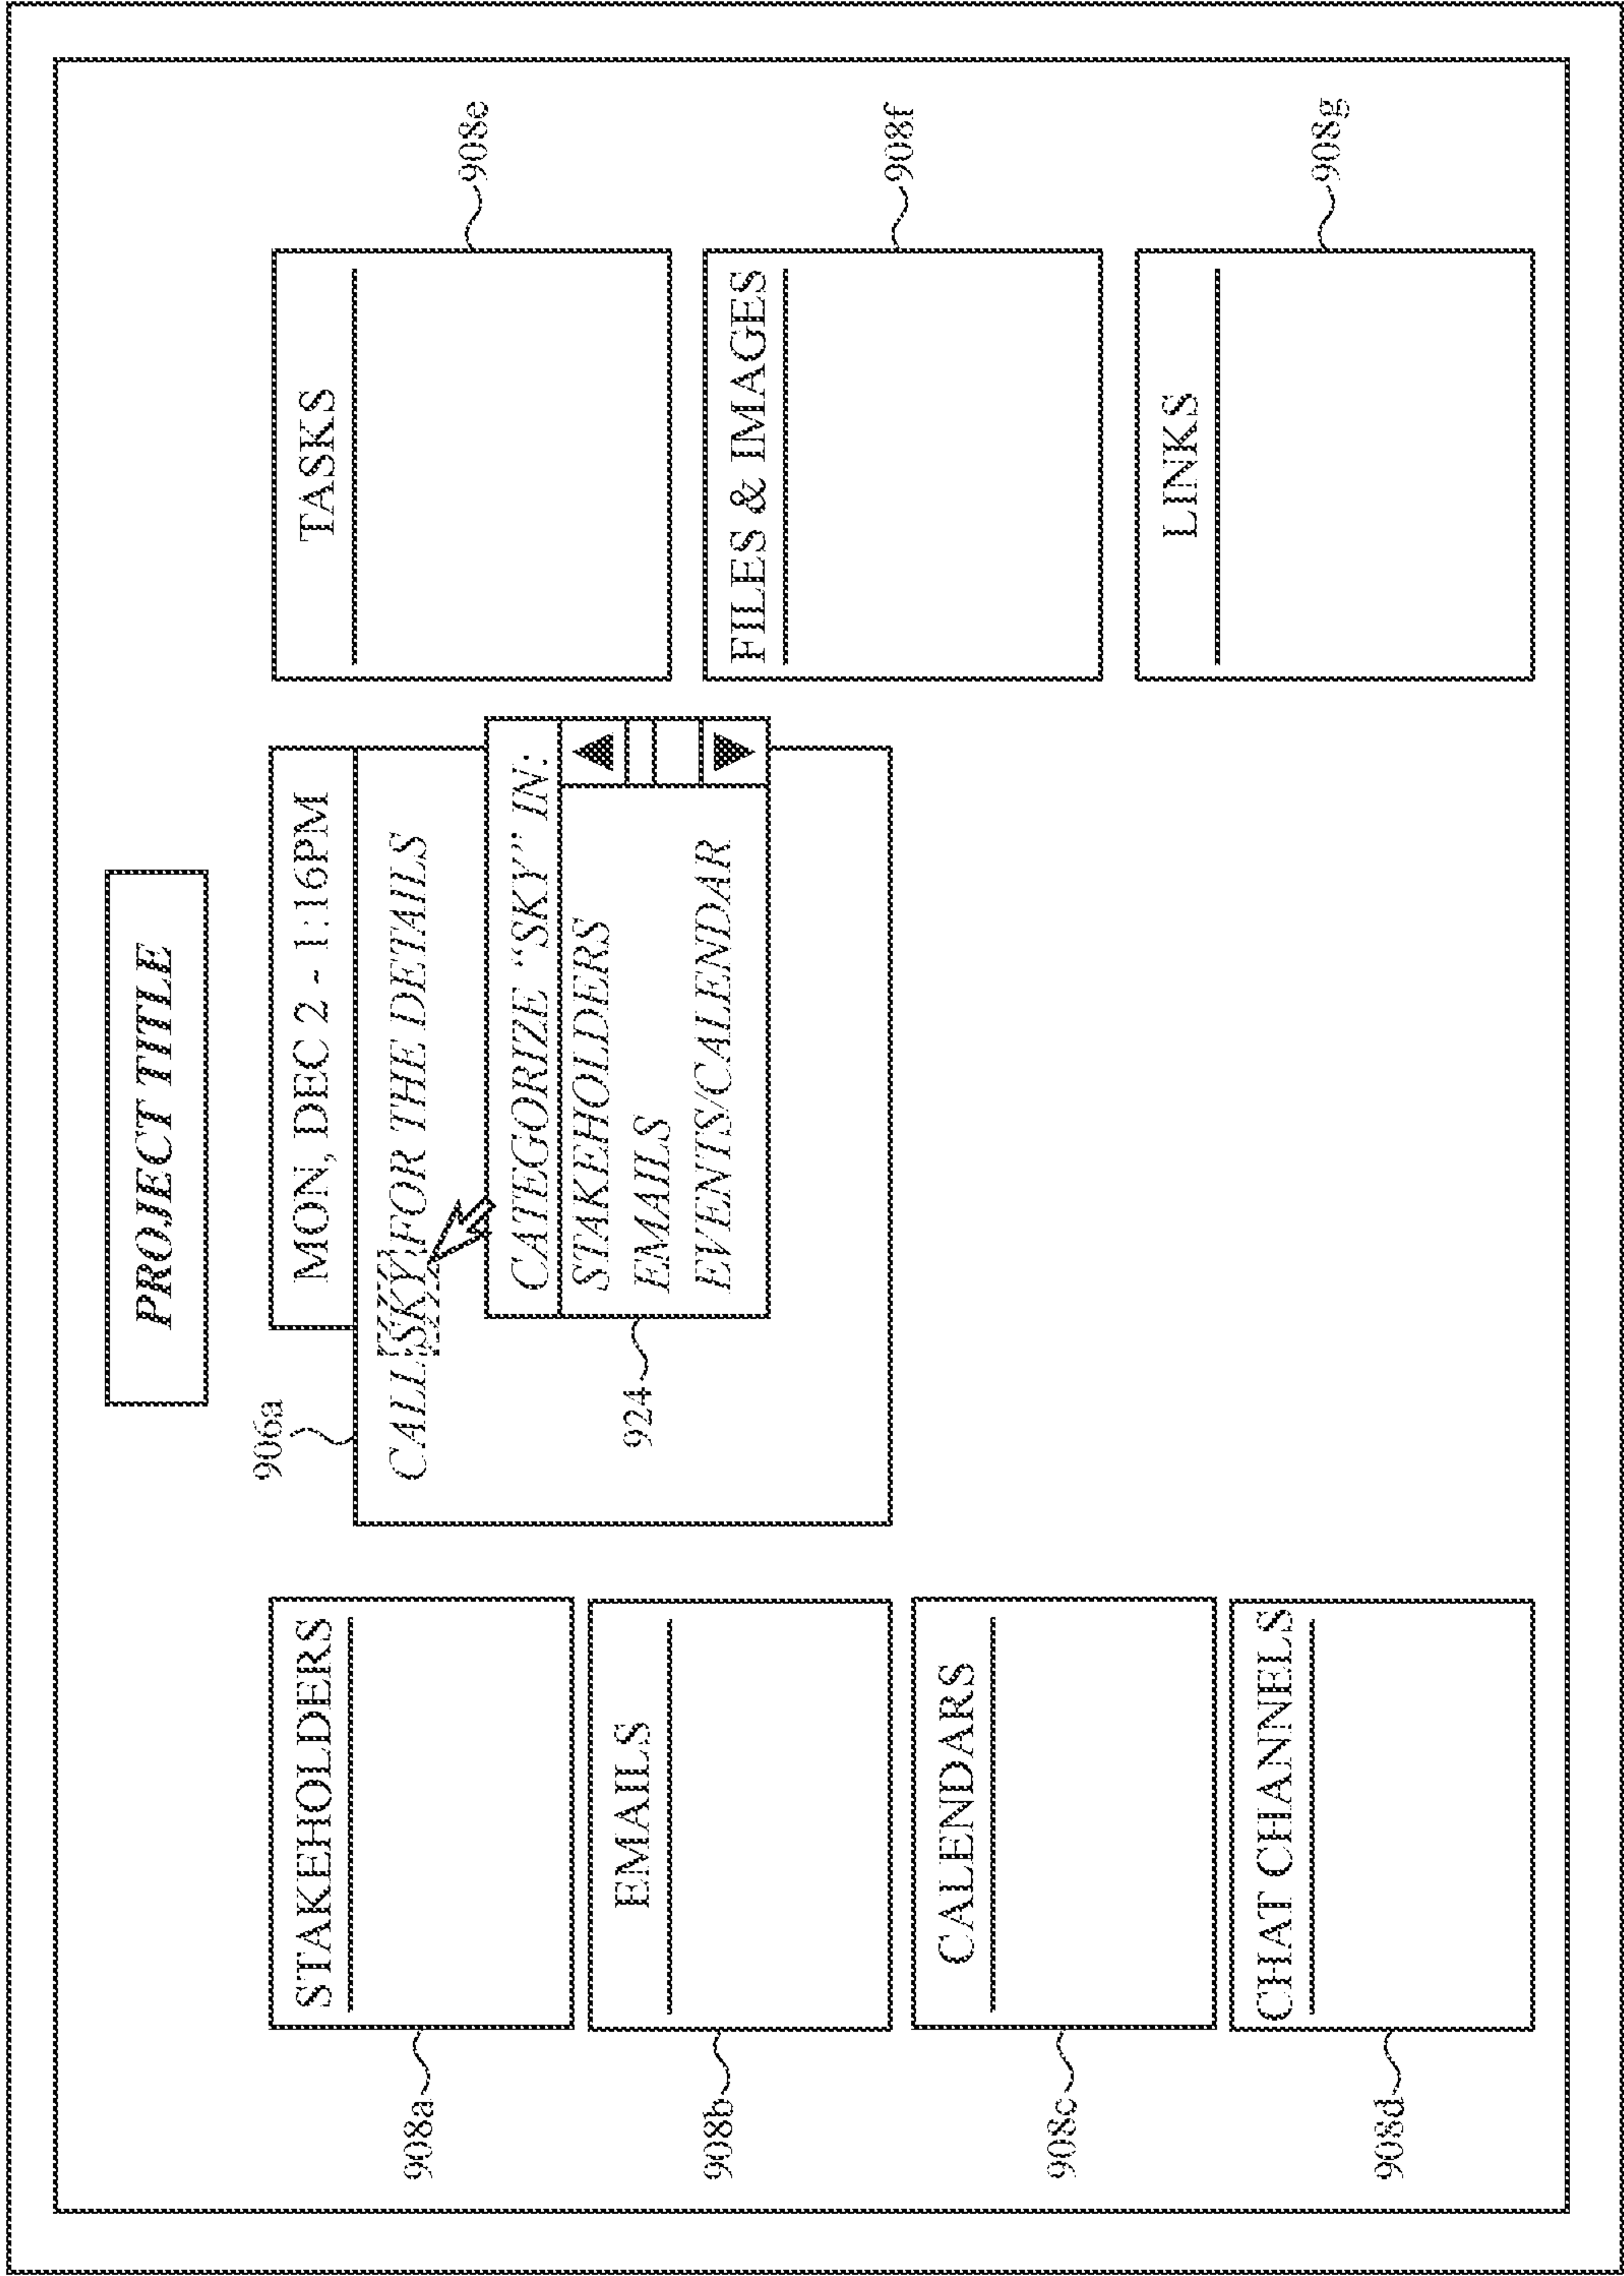 PROJECT TITLE
906a
MON, DEC 2 - 1:16PM
CALL SKY FOR THE DETAILS
CATEGORIZE “SKY” IN:
STAKEHOLDERS
EMAILS
EVENTS/CALENDAR
924
908a
STAKEHOLDERS
908b
EMAILS
908c
CALENDARS
908d
CHAT CHANNELS
TASKS
908e
FILES & IMAGES
908f
LINKS
908g